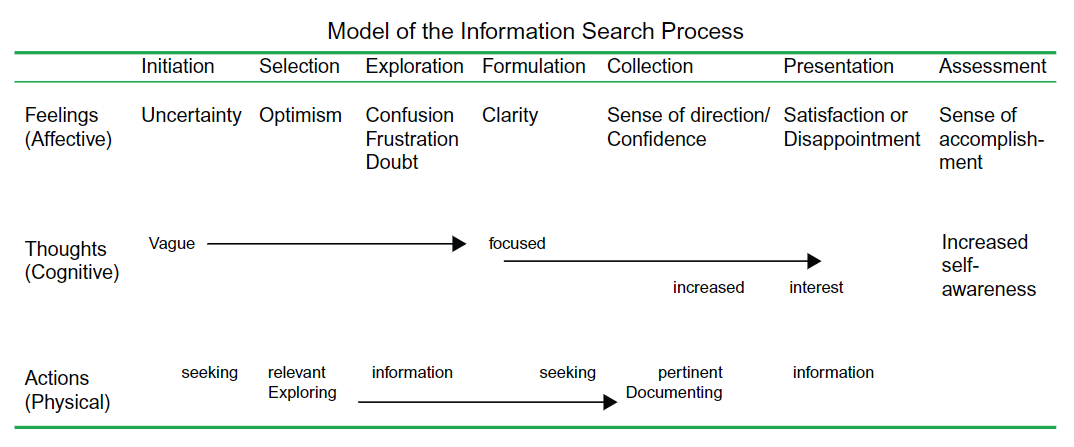 Model of the Information Search Process
Initiation Selection Exploration Formulation Collection Presentation Assessment
Feelings
(Affective)
Uncertainty
Optimism
Confusion
Frustration
Doubt
Clarity
Sense of direction/
Confidence
Satisfaction or
Disappointment
Sense of
accomplish-
ment
Thoughts
(Cognitive)
Vague
focused
increased interest
Increased
self-
awareness
Actions
(Physical)
seeking relevant information seeking pertinent information
Exploring Documenting